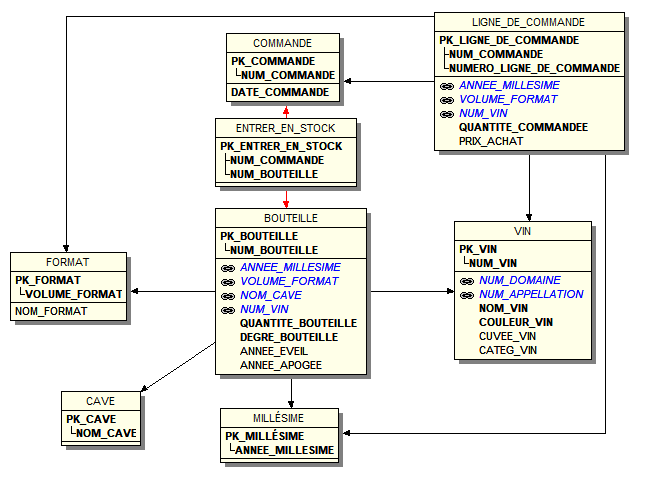 LIGNE_DE_COMMANDE
PK_LIGNE_DE_COMMANDE
NUM_COMMANDE
NUMERO_LIGNE_DE_COMMANDE
ANNEE_MILLESIME
VOLUME_FORMAT
NUM_VIN
QUANTITE_COMMANDEE
PRIX_ACHAT
COMMANDE
PK_COMMANDE
NUM_COMMANDE
DATE_COMMANDE
ENTRER_EN_STOCK
PK_ENTRER_EN_STOCK
NUM_COMMANDE
NUM_BOUTEILLE
BOUTEILLE
PK_BOUTEILLE
NUM_BOUTEILLE
ANNEE_MILLESIME
VOLUME_FORMAT
NOM_CAVE
NUM_VIN
QUANTITE_BOUTEILLE
DEGRE_BOUTEILLE
ANNEE_EVEIL
ANNEE_APOGEE
VIN
PK_VIN
NUM_VIN
NUM_DOMAINE
NUM_APPELLATION
NOM_VIN
COULEUR_VIN
CUVEE_VIN
CATEG_VIN
FORMAT
PK_FORMAT
VOLUME_FORMAT
NOM_FORMAT
CAVE
PK_CAVE
NOM_CAVE
MILLÉSIME
PK_MILLÉSIME
ANNEE_MILLESIME